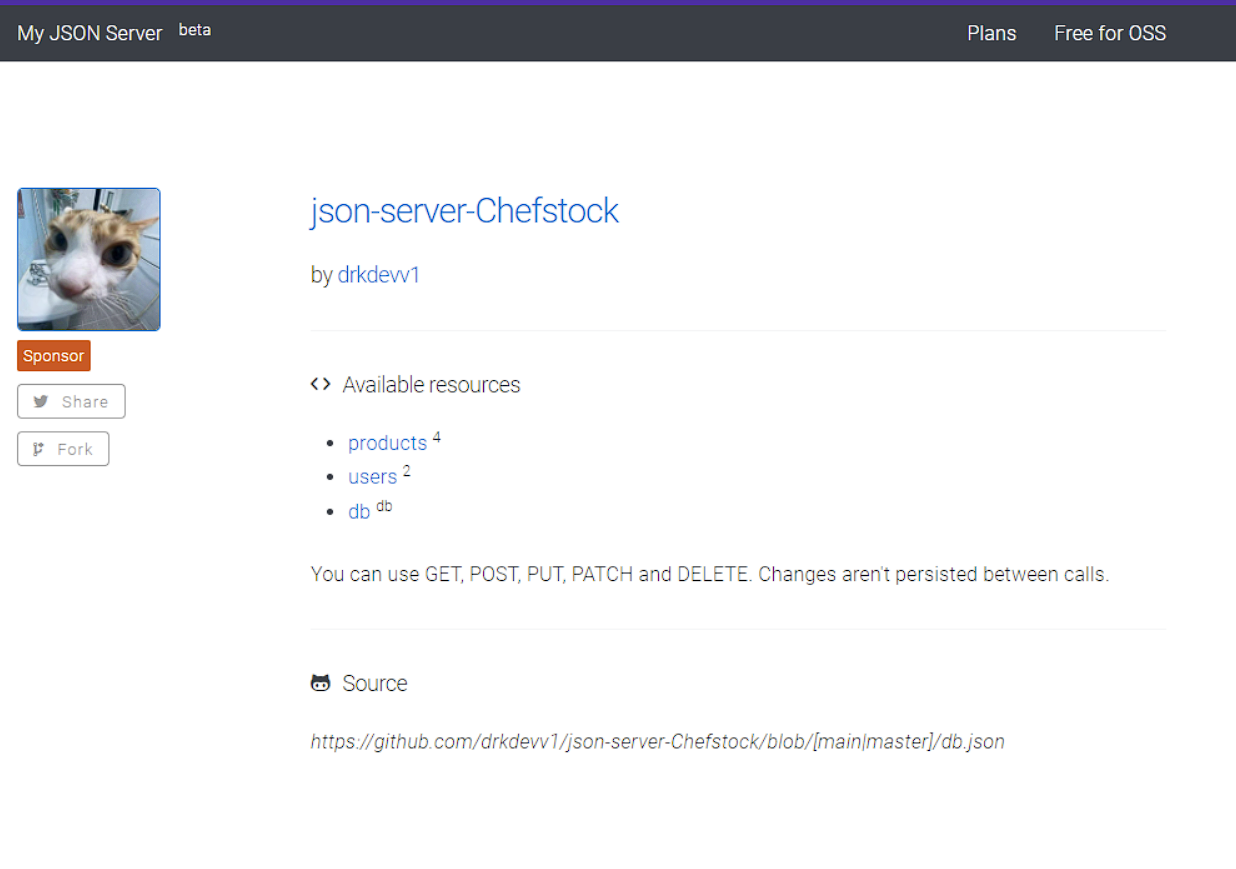 My JSON Server beta Plans Free for OSS
json-server-Chefstock
by drkdevv1
Sponsor
Share
Fork
Available resources
products 4
users 2
db db
You can use GET, POST, PUT, PATCH and DELETE. Changes aren't persisted between calls.
Source
https://github.com/drkdevv1/json-server-Chefstock/blob/[main|master]/db.json